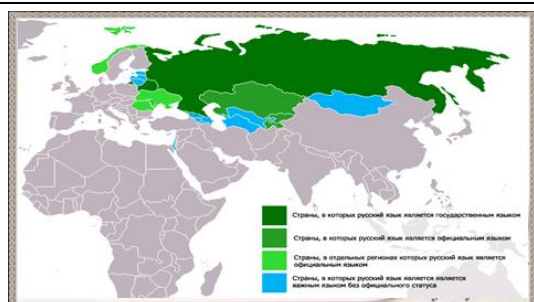 Страны, в которых русский язык является государственным языком
Страны, в которых русский язык является официальным языком
Страны, в отдельных регионах которых русский язык является
официальным языком
Страны, в которых русский язык является является
важным языком без официального статуса